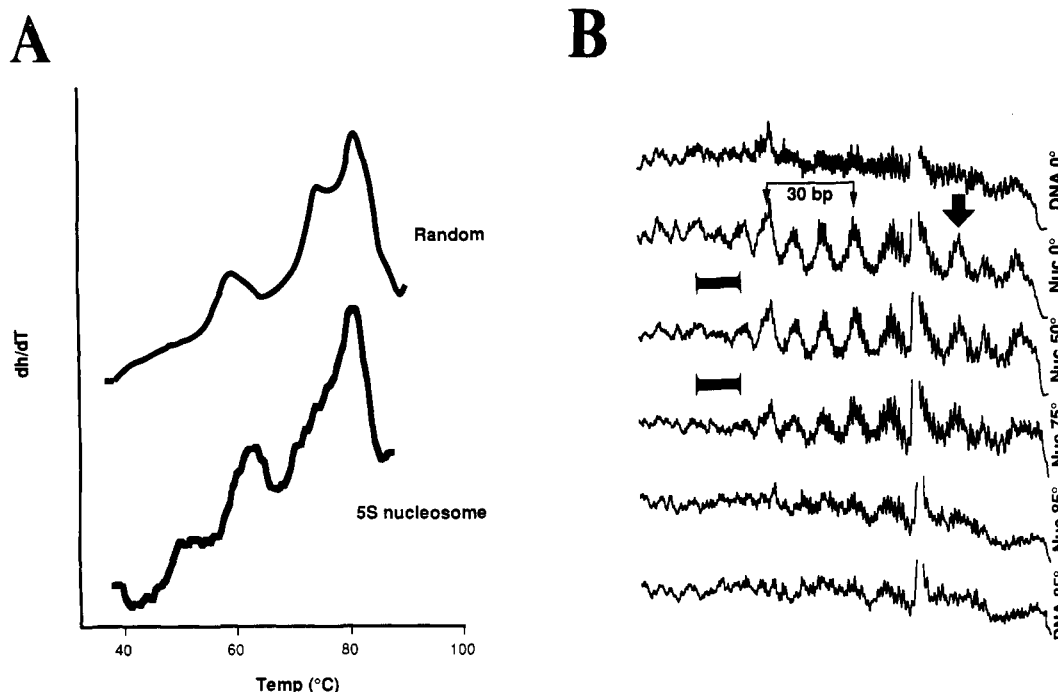 A
dh/dT
Random
5S nucleosome
40 60 80 100
Temp (°C)
B
30 bp
DNA 0°
Nuc 0°
Nuc 50°
Nuc 75°
Nuc 85°
DNA 85°